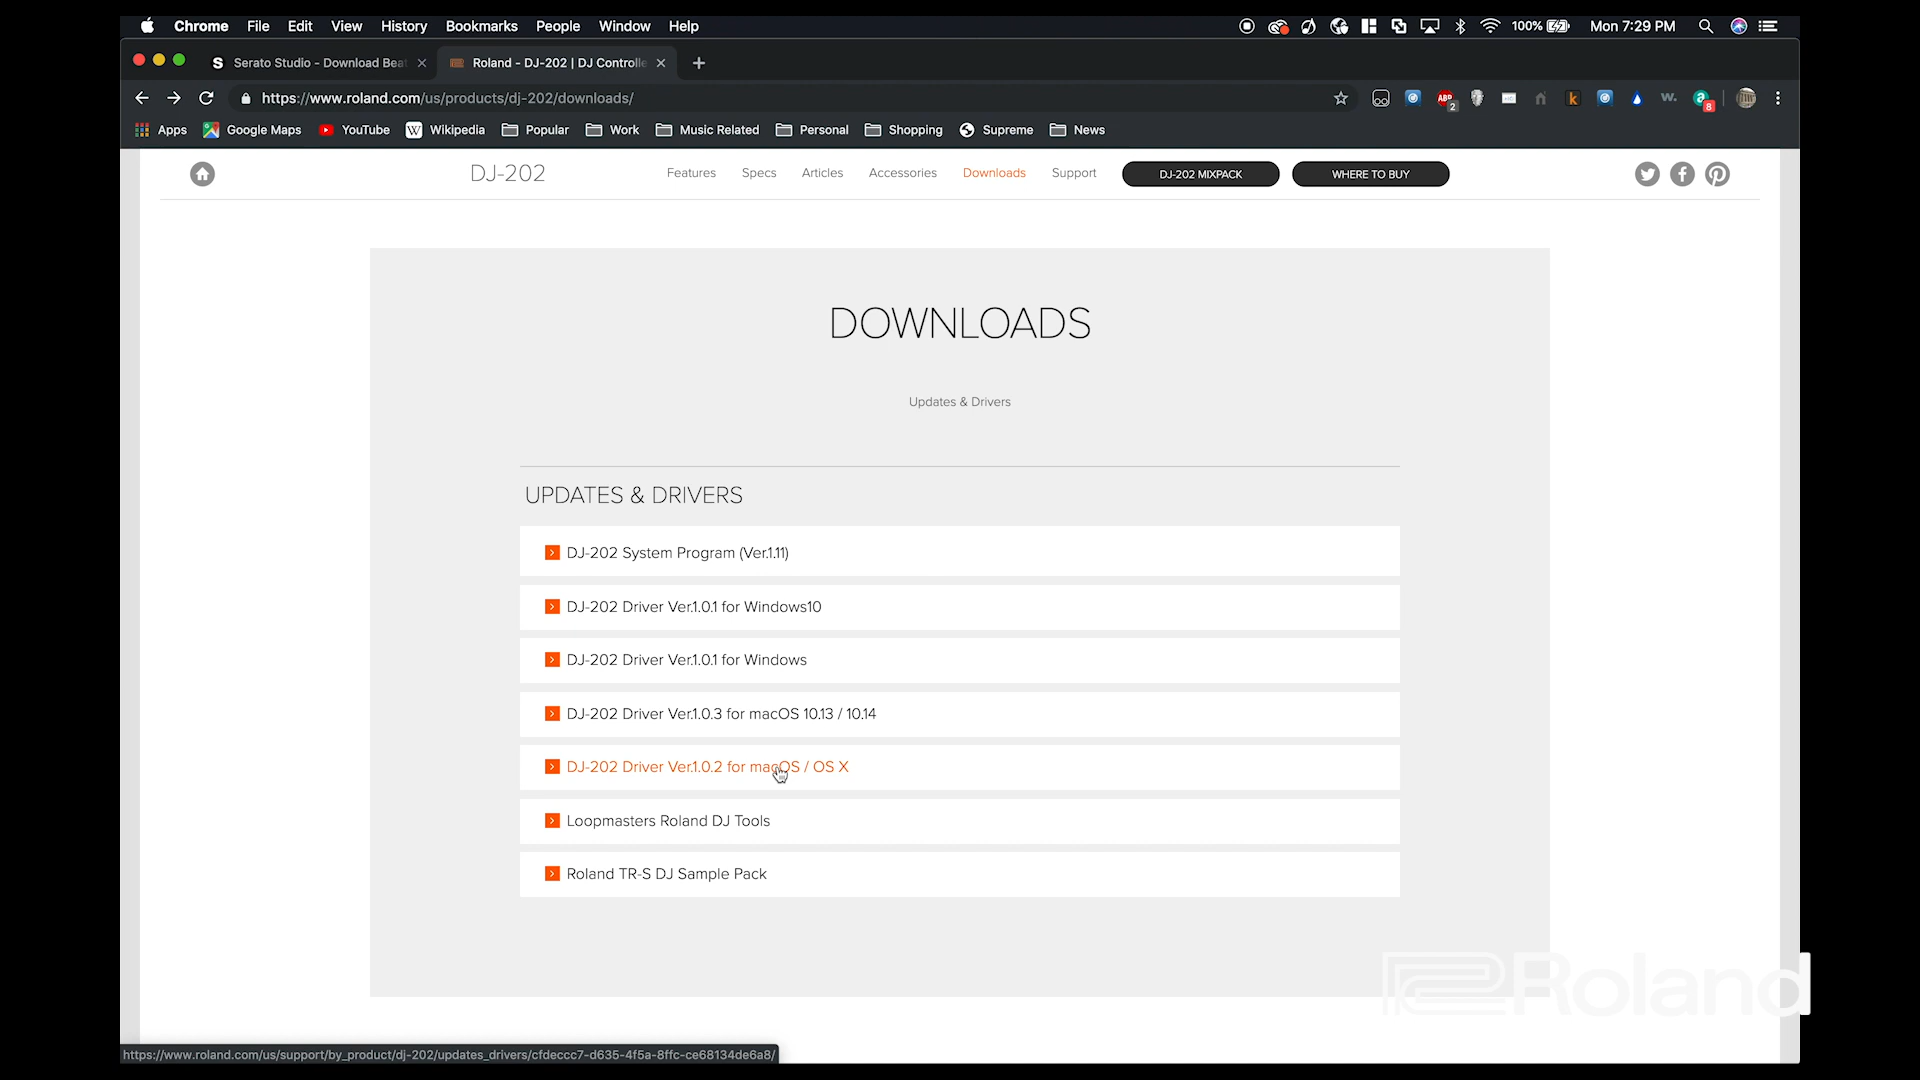 Chrome File Edit View History Bookmarks People Window Help 100% Mon 7:29 PM
Serato Studio - Download Beat Roland - DJ-202 | DJ Controlle
https://www.roland.com/us/products/dj-202/downloads/ ABP 2 k w. a 8
Apps Google Maps YouTube W Wikipedia Popular Work Music Related Personal Shopping Supreme News
DJ-202 Features Specs Articles Accessories Downloads Support DJ-202 MIXPACK WHERE TO BUY
DOWNLOADS
Updates & Drivers
UPDATES & DRIVERS
DJ-202 System Program (Ver.1.11)
DJ-202 Driver Ver.1.0.1 for Windows10
DJ-202 Driver Ver.1.0.1 for Windows
DJ-202 Driver Ver.1.0.3 for macOS 10.13 / 10.14
DJ-202 Driver Ver.1.0.2 for macOS / OS X
Loopmasters Roland DJ Tools
Roland TR-S DJ Sample Pack
Roland
https://www.roland.com/us/support/by_product/dj-202/updates_drivers/cfdeccc7-d635-4f5a-8ffc-ce68134de6a8/